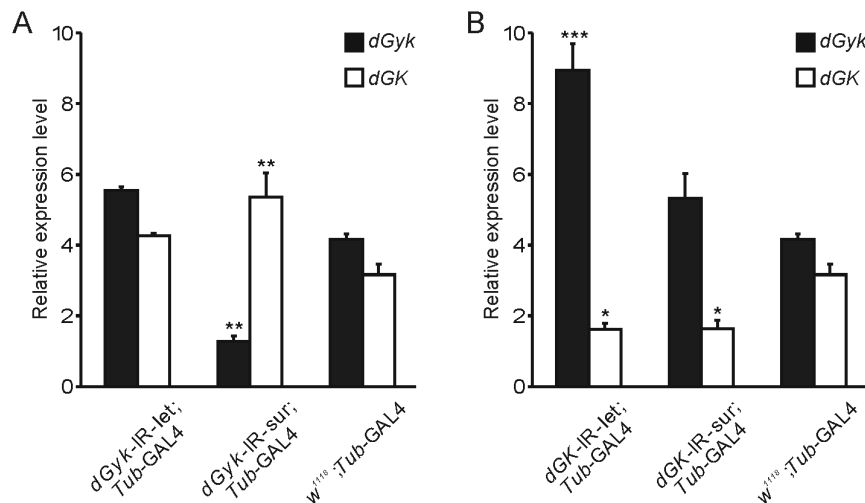 A
10
8
6
4
2
0
Relative expression level
dGyk
dGK
**
**
dGyk-IR-let;
Tub-GAL4
dGyk-IR-sur;
Tub-GAL4
w1118;Tub-GAL4
B
10
8
6
4
2
0
Relative expression level
dGyk
dGK
***
*
*
dGK-IR-let;
Tub-GAL4
dGK-IR-sur;
Tub-GAL4
w1118;Tub-GAL4